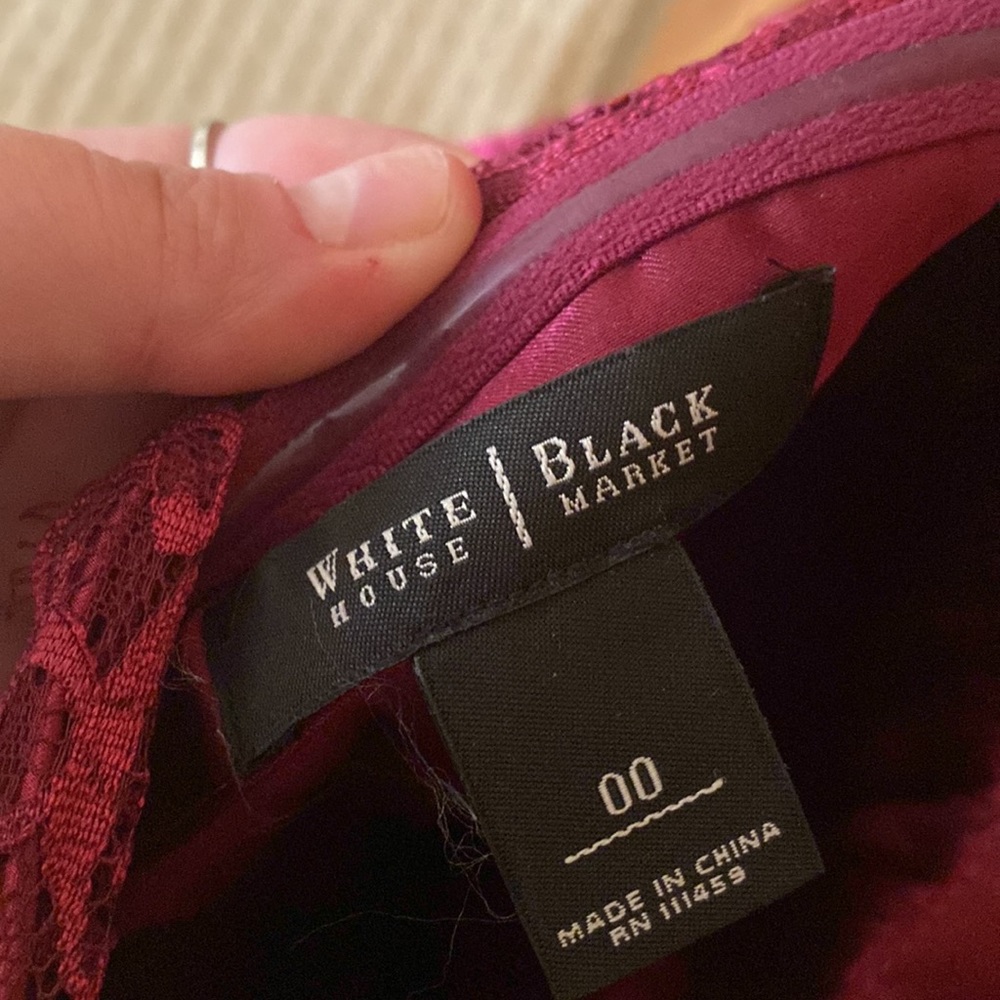 WHITE | BLACK
HOUSE MARKET
00
MADE IN CHINA
RN 111459